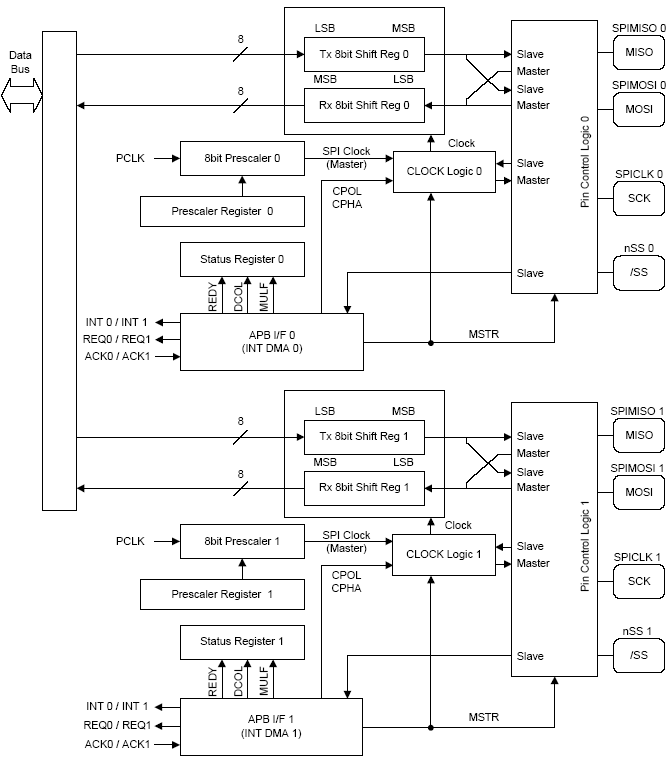 Data
Bus
8
8
LSB
MSB
Tx 8bit Shift Reg 0
MSB
LSB
Rx 8bit Shift Reg 0
Slave
Master
Slave
Master
SPIMISO 0
MISO
SPIMOSI 0
MOSI
Pin Control Logic 0
PCLK
8bit Prescaler 0
SPI Clock
(Master)
Clock
CLOCK Logic 0
Slave
Master
CPOL
CPHA
SPICLK 0
SCK
Prescaler Register 0
Status Register 0
REDY
DCOL
MULF
Slave
nSS 0
/SS
INT 0 / INT 1
REQ0 / REQ1
ACK0 / ACK1
APB I/F 0
(INT DMA 0)
MSTR
8
8
LSB
MSB
Tx 8bit Shift Reg 1
MSB
LSB
Rx 8bit Shift Reg 1
Slave
Master
Slave
Master
SPIMISO 1
MISO
SPIMOSI 1
MOSI
Pin Control Logic 1
PCLK
8bit Prescaler 1
SPI Clock
(Master)
Clock
CLOCK Logic 1
Slave
Master
CPOL
CPHA
SPICLK 1
SCK
Prescaler Register 1
Status Register 1
REDY
DCOL
MULF
Slave
nSS 1
/SS
INT 0 / INT 1
REQ0 / REQ1
ACK0 / ACK1
APB I/F 1
(INT DMA 1)
MSTR